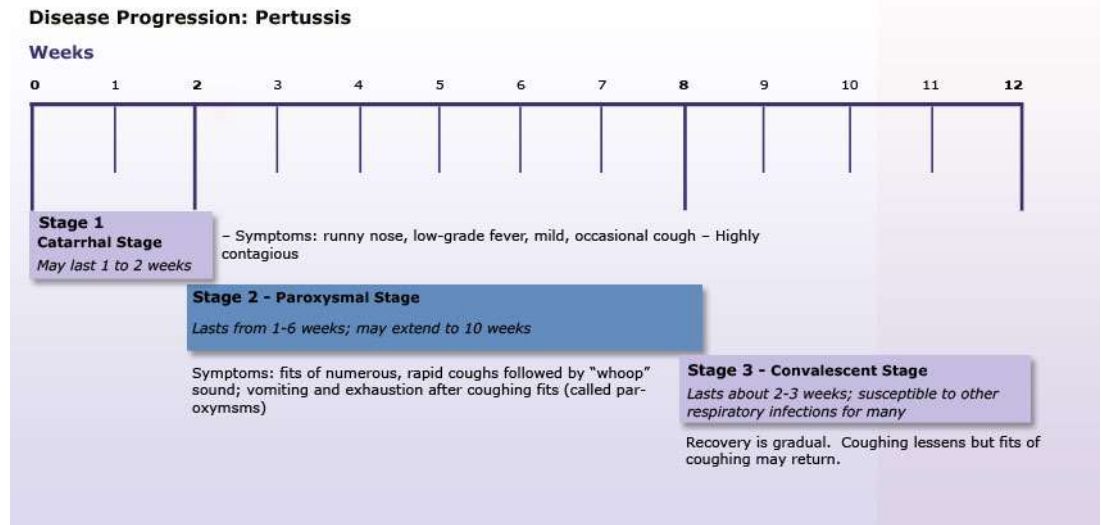 Disease Progression: Pertussis
Weeks
0 1 2 3 4 5 6 7 8 9 10 11 12
Stage 1
Catarrhal Stage
May last 1 to 2 weeks
– Symptoms: runny nose, low-grade fever, mild, occasional cough – Highly
contagious
Stage 2 - Paroxysmal Stage
Lasts from 1-6 weeks; may extend to 10 weeks
Symptoms: fits of numerous, rapid coughs followed by “whoop”
sound; vomiting and exhaustion after coughing fits (called par-
oxymsms)
Stage 3 - Convalescent Stage
Lasts about 2-3 weeks; susceptible to other
respiratory infections for many
Recovery is gradual.  Coughing lessens but fits of
coughing may return.